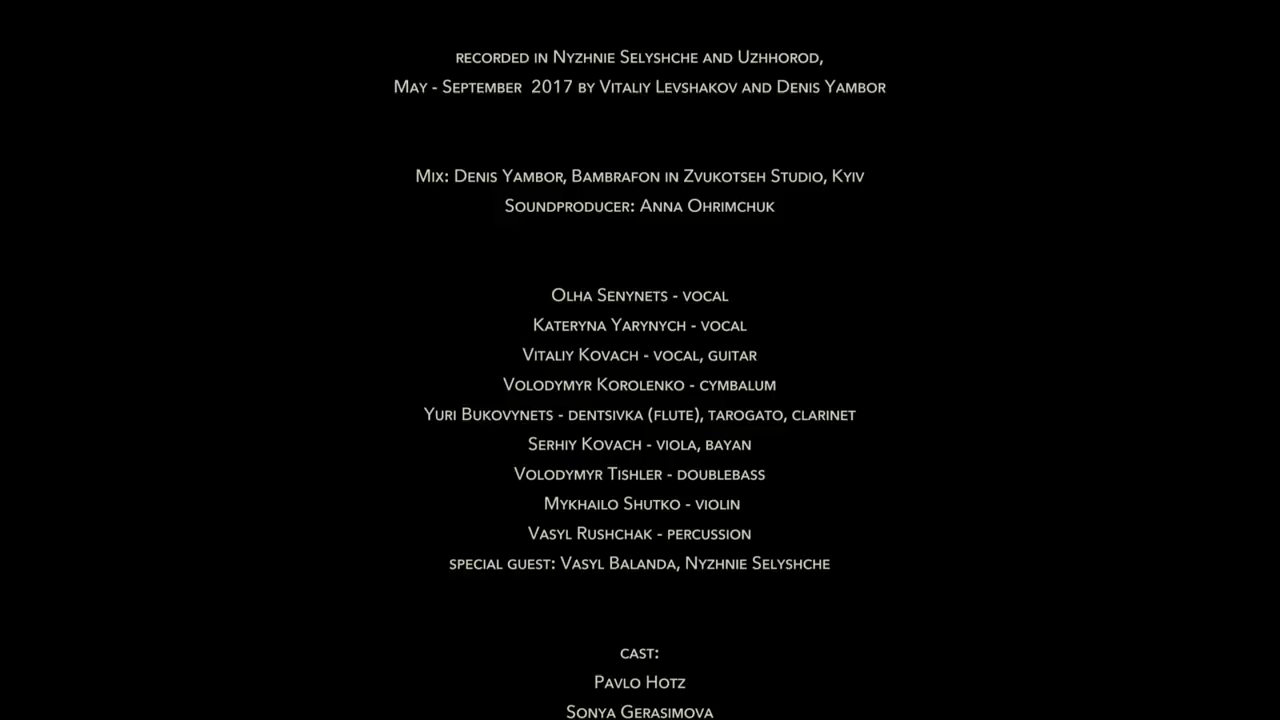 recorded in Nyzhnie Selyshche and Uzhhorod,
May - September 2017 by Vitaliy Levshakov and Denis Yambor
Mix: Denis Yambor, Bambrafon in Zvukotseh Studio, Kyiv
Soundproducer: Anna Ohrimchuk
Olha Senynets - vocal
Kateryna Yarynych - vocal
Vitaliy Kovach - vocal, guitar
Volodymyr Korolenko - cymbalum
Yuri Bukovynets - dentsivka (flute), tarogato, clarinet
Serhiy Kovach - viola, bayan
Volodymyr Tishler - doublebass
Mykhailo Shutko - violin
Vasyl Rushchak - percussion
special guest: Vasyl Balanda, Nyzhnie Selyshche
cast:
Pavlo Hotz
Sonya Gerasimova